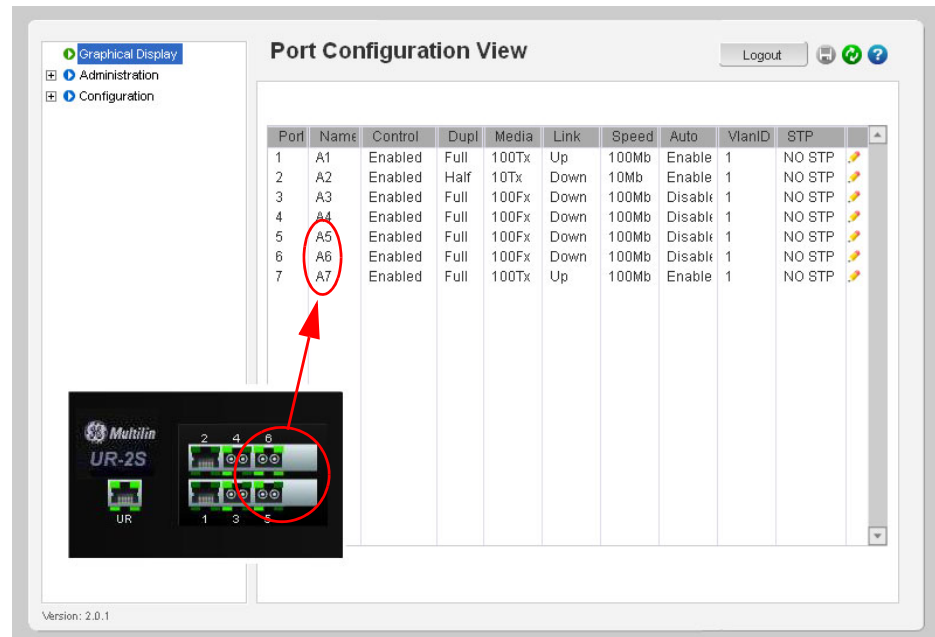 Graphical Display
Administration
Configuration
Port Configuration View
Logout
Port Name Control Dupl Media Link Speed Auto VlanID STP
1 A1 Enabled Full 100Tx Up 100Mb Enable 1 NO STP
2 A2 Enabled Half 10Tx Down 10Mb Enable 1 NO STP
3 A3 Enabled Full 100Fx Down 100Mb Disable 1 NO STP
4 A4 Enabled Full 100Fx Down 100Mb Disable 1 NO STP
5 A5 Enabled Full 100Fx Down 100Mb Disable 1 NO STP
6 A6 Enabled Full 100Fx Down 100Mb Disable 1 NO STP
7 A7 Enabled Full 100Tx Up 100Mb Enable 1 NO STP
Multilin
UR-2S
UR
2 4 6
1 3 5
Version: 2.0.1